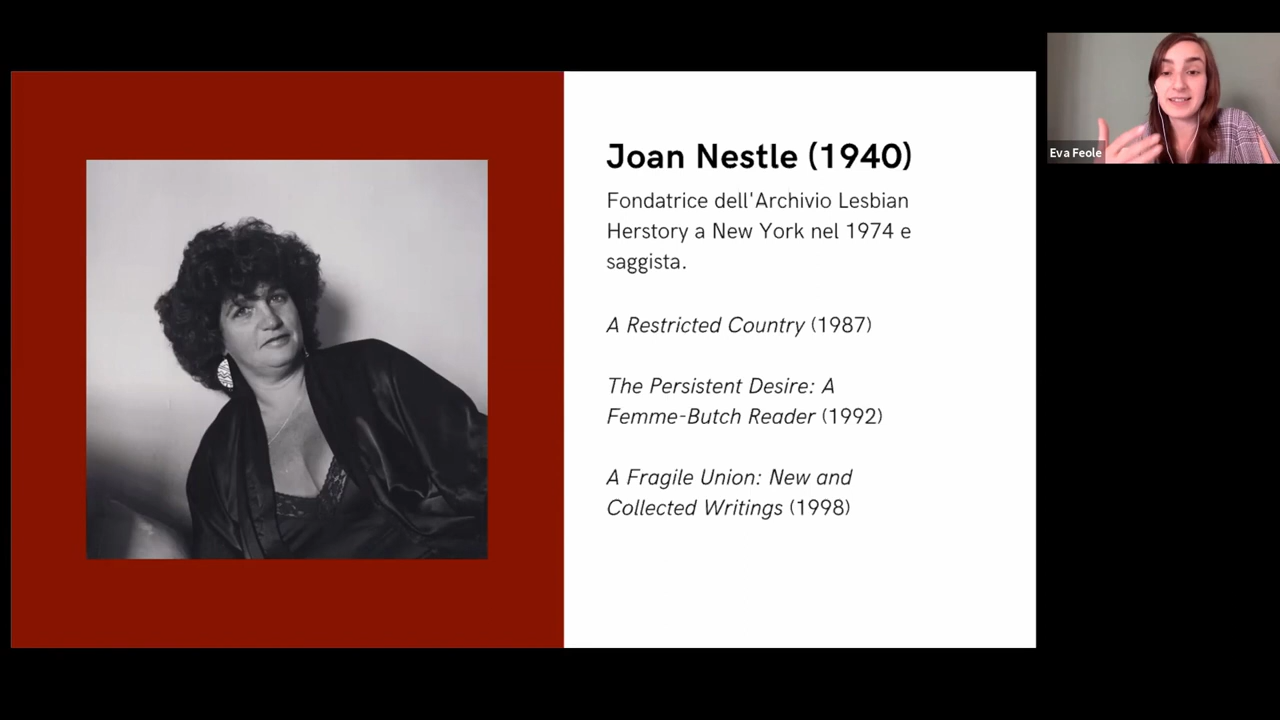 Joan Nestle (1940)
Fondatrice dell'Archivio Lesbian
Herstory a New York nel 1974 e
saggista.
A Restricted Country (1987)
The Persistent Desire: A
Femme-Butch Reader (1992)
A Fragile Union: New and
Collected Writings (1998)
Eva Feole